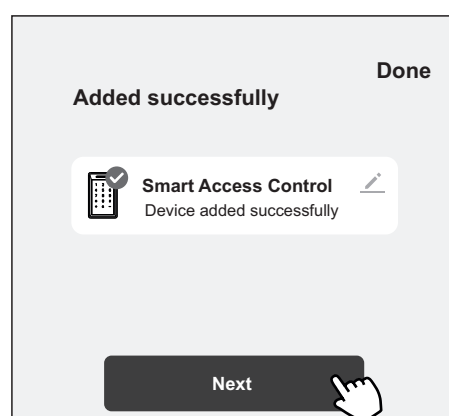 Done
Added successfully
Smart Access Control
Device added successfully
Next